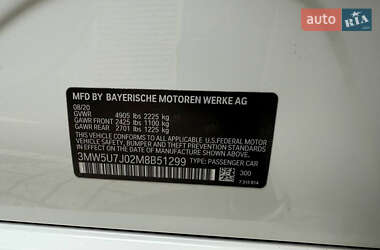 auto RIA
MFD BY BAYERISCHE MOTOREN WERKE AG
08/20
GVWR 4905 lbs 2225 kg
GAWR FRONT 2425 lbs 1100 kg
GAWR REAR 2701 lbs 1225 kg
THIS VEHICLE CONFORMS TO ALL APPLICABLE U.S. FEDERAL MOTOR
VEHICLE SAFETY, BUMPER, AND THEFT PREVENTION STANDARDS
IN EFFECT ON THE DATE OF MANUFACTURE SHOWN ABOVE.
3MW5U7J02M8B51299 TYPE: PASSENGER CAR
300